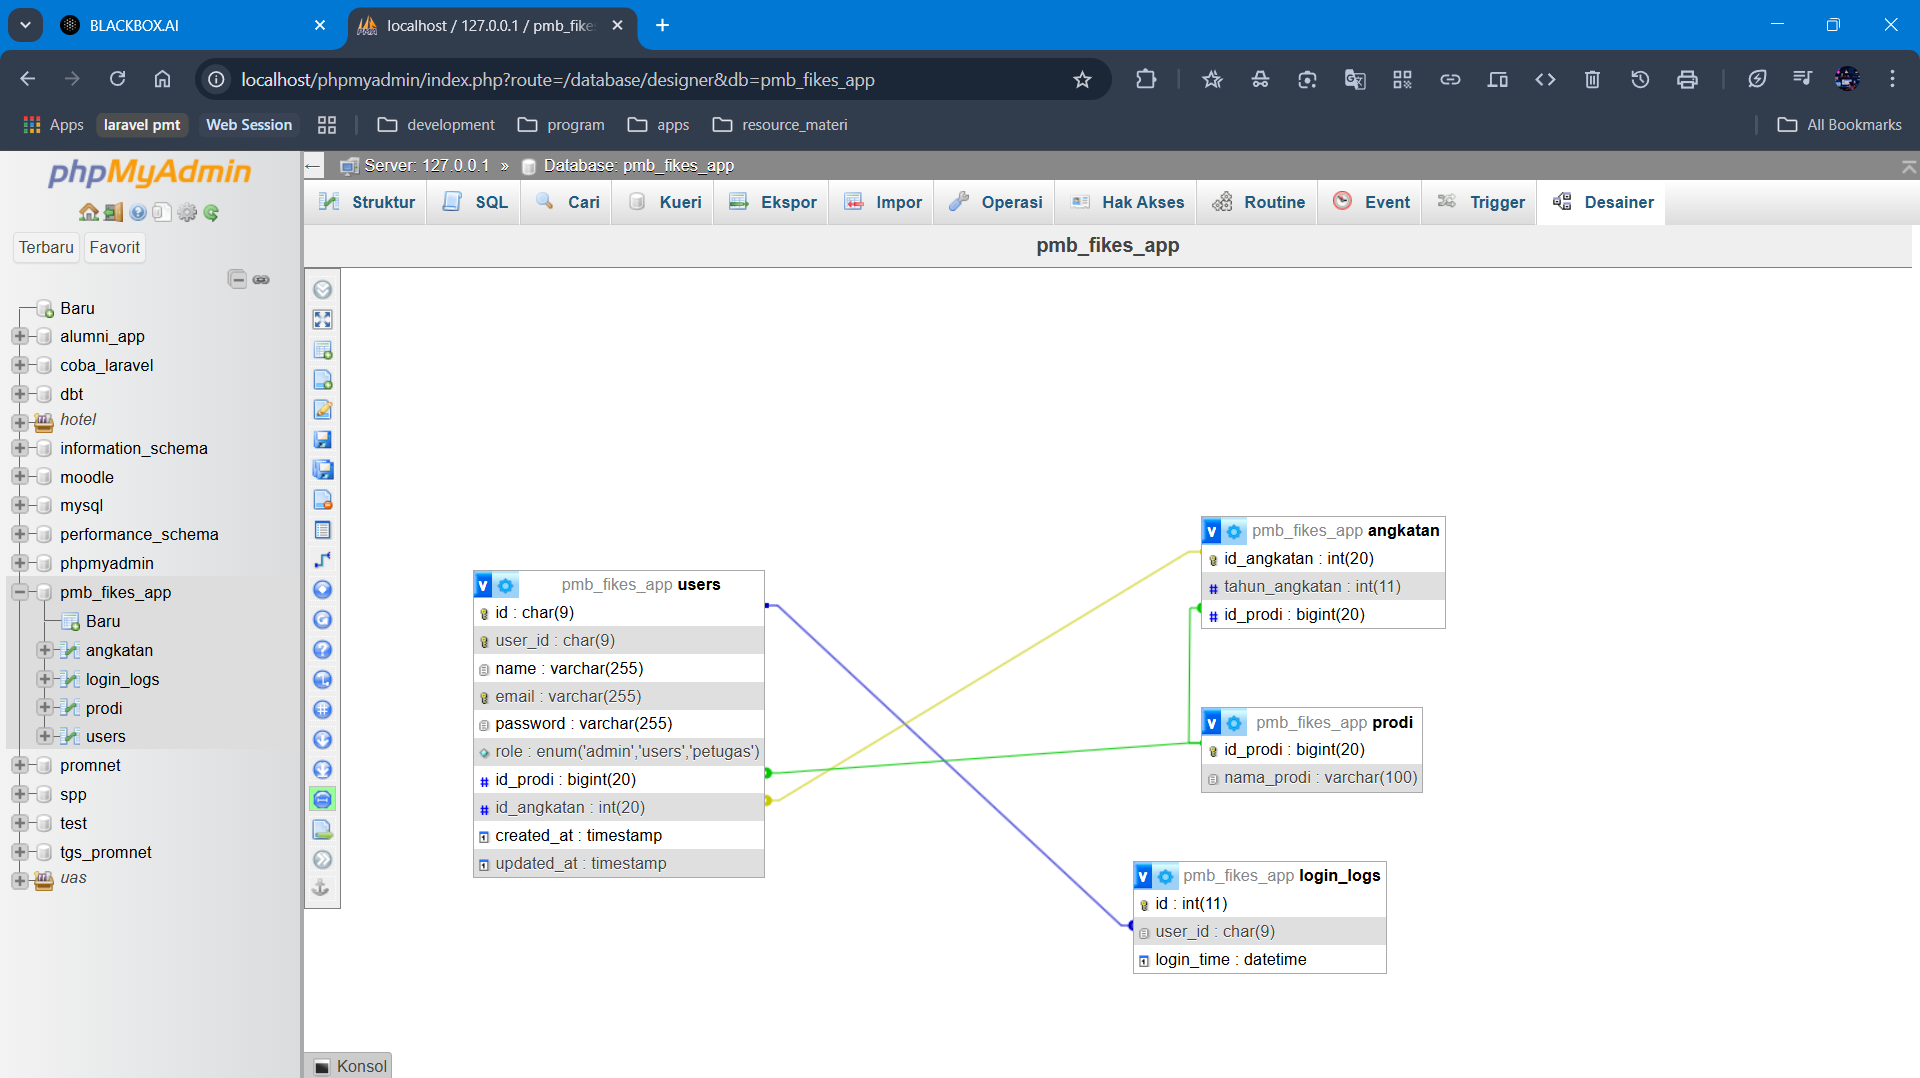 BLACKBOX.AI
localhost / 127.0.0.1 / pmb_fike
localhost/phpmyadmin/index.php?route=/database/designer&db=pmb_fikes_app
Apps
laravel pmt
Web Session
development
program
apps
resource_materi
All Bookmarks
phpMyAdmin
Terbaru
Favorit
Baru
alumni_app
coba_laravel
dbt
hotel
information_schema
moodle
mysql
performance_schema
phpmyadmin
pmb_fikes_app
Baru
angkatan
login_logs
prodi
users
promnet
spp
test
tgs_promnet
uas
Server: 127.0.0.1 » Database: pmb_fikes_app
Struktur
SQL
Cari
Kueri
Ekspor
Impor
Operasi
Hak Akses
Routine
Event
Trigger
Desainer
pmb_fikes_app
v pmb_fikes_app users
id : char(9)
user_id : char(9)
name : varchar(255)
email : varchar(255)
password : varchar(255)
role : enum('admin','users','petugas')
# id_prodi : bigint(20)
# id_angkatan : int(20)
created_at : timestamp
updated_at : timestamp
v pmb_fikes_app angkatan
id_angkatan : int(20)
# tahun_angkatan : int(11)
# id_prodi : bigint(20)
v pmb_fikes_app prodi
id_prodi : bigint(20)
nama_prodi : varchar(100)
v pmb_fikes_app login_logs
id : int(11)
user_id : char(9)
login_time : datetime
Konsol